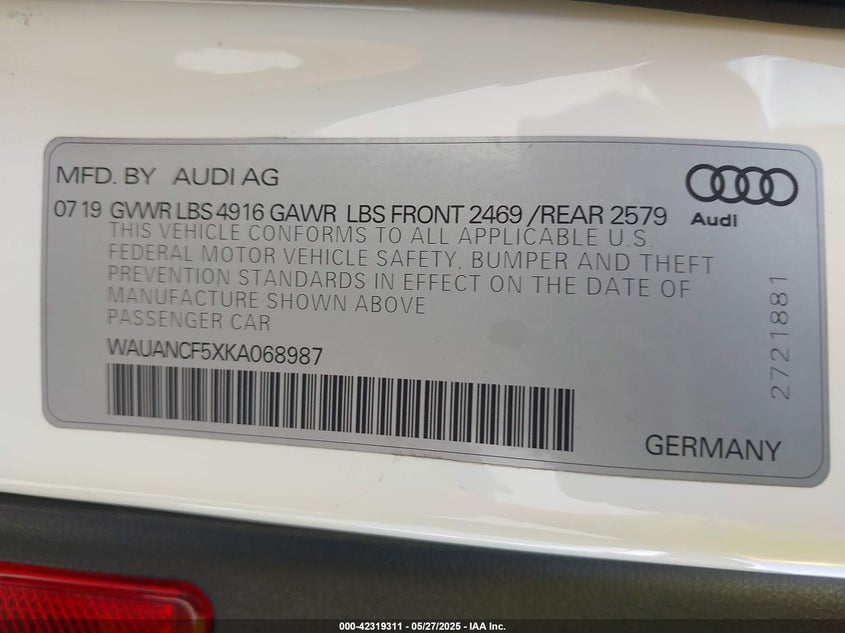 MFD. BY AUDI AG
Audi
07 19 GVWR LBS 4916 GAWR LBS FRONT 2469 /REAR 2579
THIS VEHICLE CONFORMS TO ALL APPLICABLE U.S.
FEDERAL MOTOR VEHICLE SAFETY, BUMPER AND THEFT
PREVENTION STANDARDS IN EFFECT ON THE DATE OF
MANUFACTURE SHOWN ABOVE
PASSENGER CAR
WAUANCF5XKA068987
2721881
GERMANY
000-42319311 - 05/27/2025 - IAA Inc.